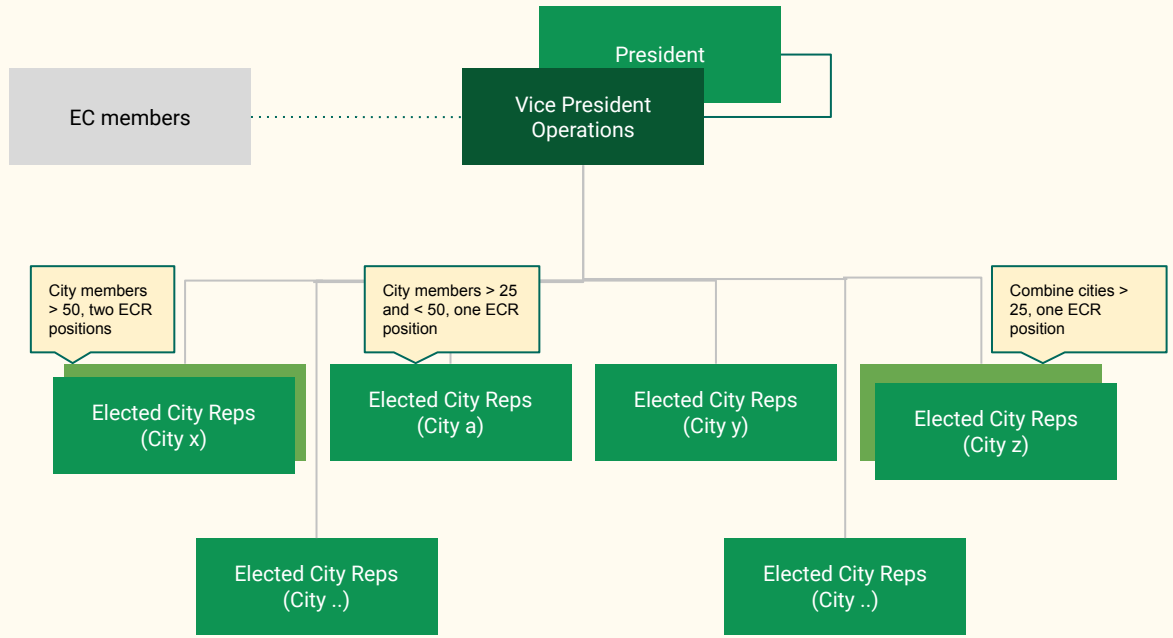 President
EC members
Vice President
Operations
City members
> 50, two ECR
positions
City members > 25
and < 50, one ECR
position
Combine cities >
25, one ECR
position
Elected City Reps
(City x)
Elected City Reps
(City a)
Elected City Reps
(City y)
Elected City Reps
(City z)
Elected City Reps
(City ..)
Elected City Reps
(City ..)